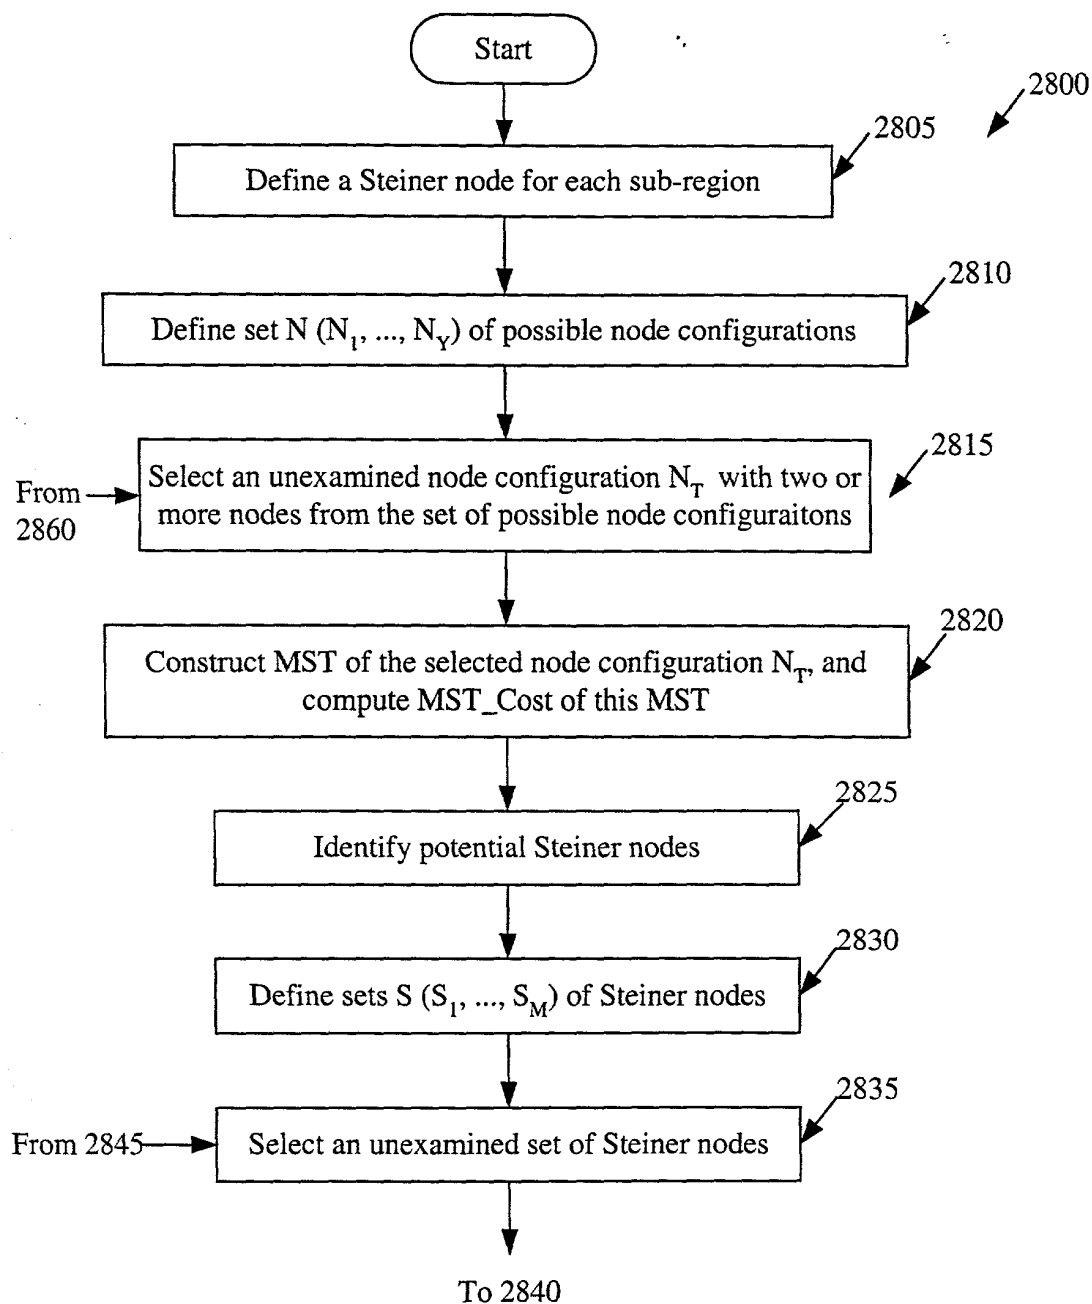 Start
2800
2805
Define a Steiner node for each sub-region
2810
Define set N (N1, ..., NY) of possible node configurations
2815
Select an unexamined node configuration NT with two or
more nodes from the set of possible node configuraitons
From
2860
2820
Construct MST of the selected node configuration NT, and
compute MST_Cost of this MST
2825
Identify potential Steiner nodes
2830
Define sets S (S1, ..., SM) of Steiner nodes
2835
From 2845
Select an unexamined set of Steiner nodes
To 2840